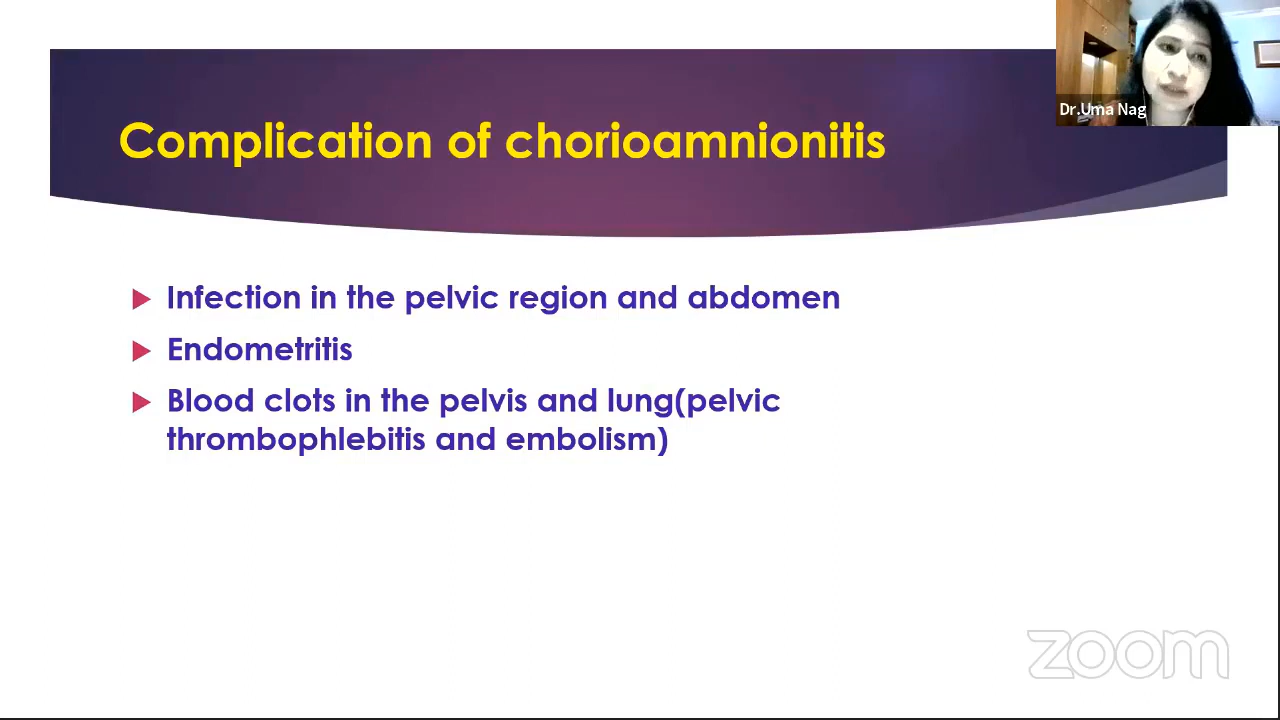 Dr.Uma Nag
Complication of chorioamnionitis
Infection in the pelvic region and abdomen
Endometritis
Blood clots in the pelvis and lung(pelvic
thrombophlebitis and embolism)
zoom